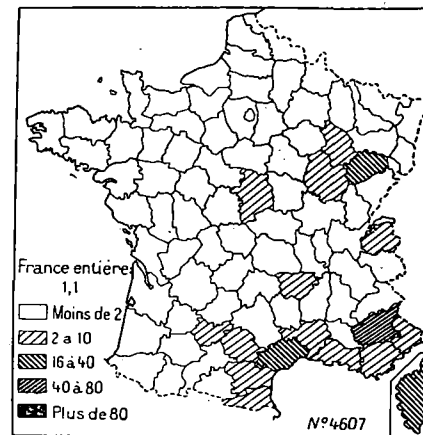 France entière
1,1
Moins de 2
2 a 10
16 à 40
40 à 80
Plus de 80
N° 4607